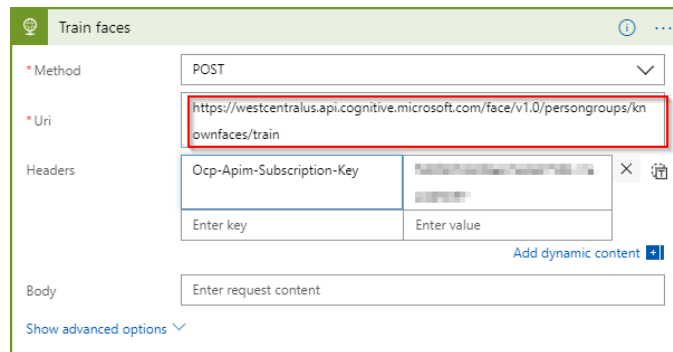 Train faces
* Method
POST
* Uri
https://westcentralus.api.cognitive.microsoft.com/face/v1.0/persongroups/kn
ownfaces/train
Headers
Ocp-Apim-Subscription-Key
Enter key
Enter value
Add dynamic content
Body
Enter request content
Show advanced options